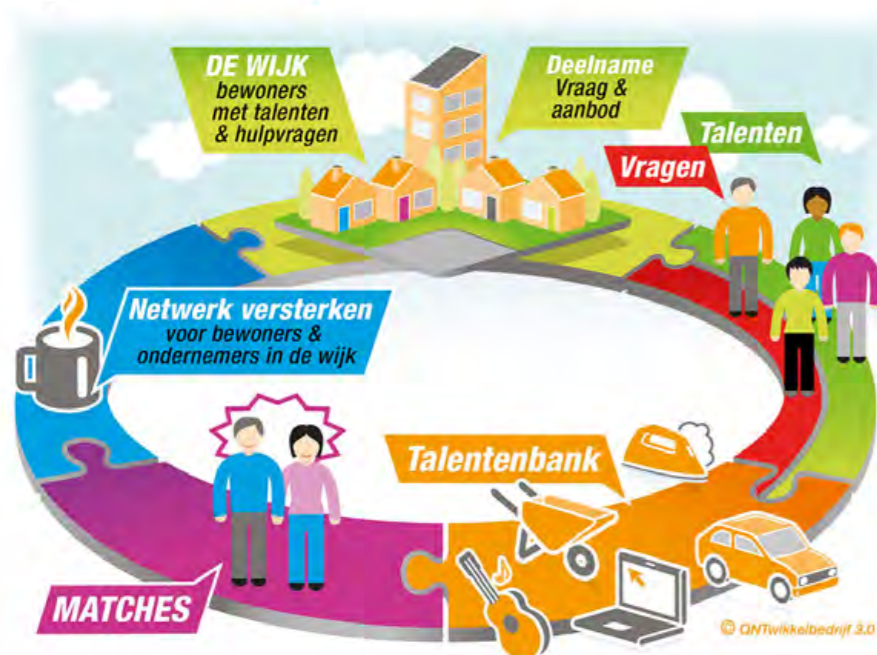 DE WIJK
bewoners
met talenten
& hulpvragen
Deelname
Vraag &
aanbod
Talenten
Vragen
Netwerk versterken
voor bewoners &
ondernemers in de wijk
Talentenbank
MATCHES
© ONTwikkelbedrijf 3.0